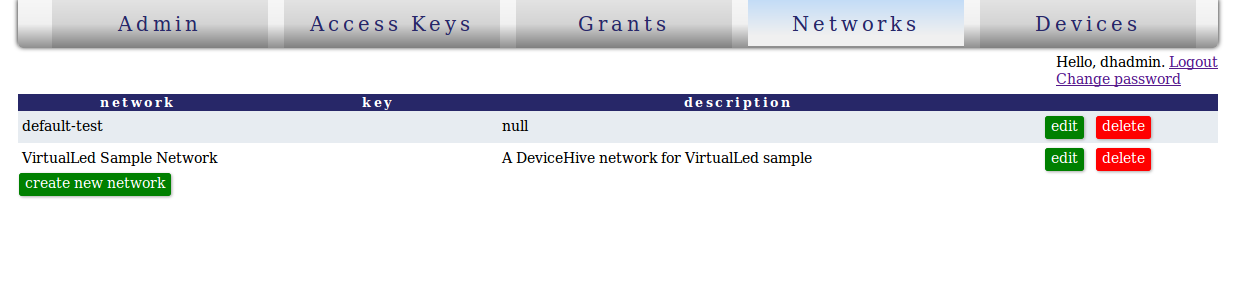 Admin Access Keys Grants Networks Devices
Hello, dhadmin. Logout
Change password
network key description
default-test null edit delete
VirtualLed Sample Network A DeviceHive network for VirtualLed sample edit delete
create new network